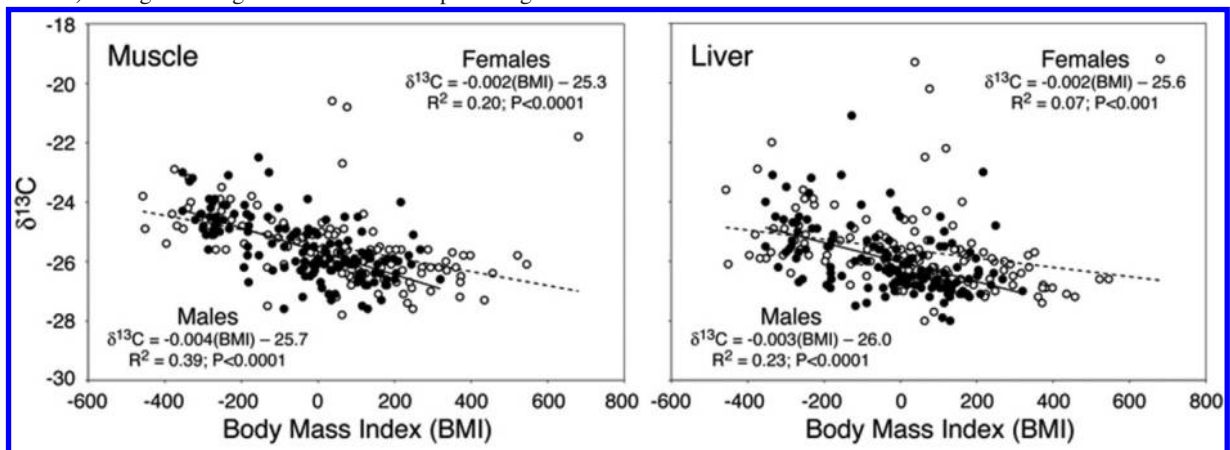 Muscle
Females
δ¹³C = -0.002(BMI) – 25.3
R² = 0.20; P<0.0001
Males
δ¹³C = -0.004(BMI) – 25.7
R² = 0.39; P<0.0001
δ¹³C
-18
-20
-22
-24
-26
-28
-30
-600 -400 -200 0 200 400 600 800
Body Mass Index (BMI)
Liver
Females
δ¹³C = -0.002(BMI) – 25.6
R² = 0.07; P<0.001
Males
δ¹³C = -0.003(BMI) – 26.0
R² = 0.23; P<0.0001
-600 -400 -200 0 200 400 600 800
Body Mass Index (BMI)